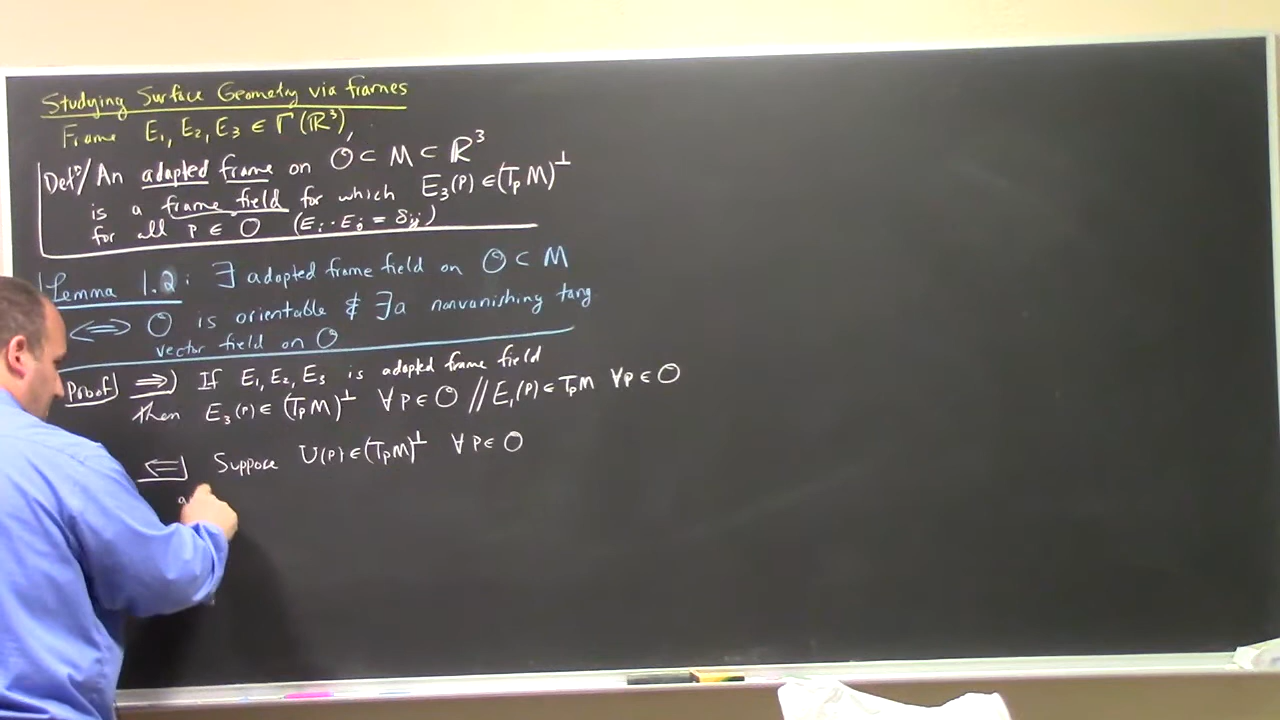 Studying Surface Geometry via frames
Frame E₁, E₂, E₃ ∈ Γ(ℝ³),
Defⁿ/ An adapted frame on O ⊂ M ⊂ ℝ³
is a frame field for which E₃(p) ∈ (TₚM)^⊥
for all p ∈ O (Eᵢ · Eⱼ = δᵢⱼ)
Lemma 1.2: ∃ adapted frame field on O ⊂ M
⟺ O is orientable & ∃ a nonvanishing tang.
vector field on O
Proof ⟹) If E₁, E₂, E₃ is adapted frame field
then E₃(p) ∈ (TₚM)^⊥ ∀p ∈ O // E₁(p) ∈ TₚM ∀p ∈ O
⟸ Suppose U(p) ∈ (TₚM)^⊥ ∀ p ∈ O